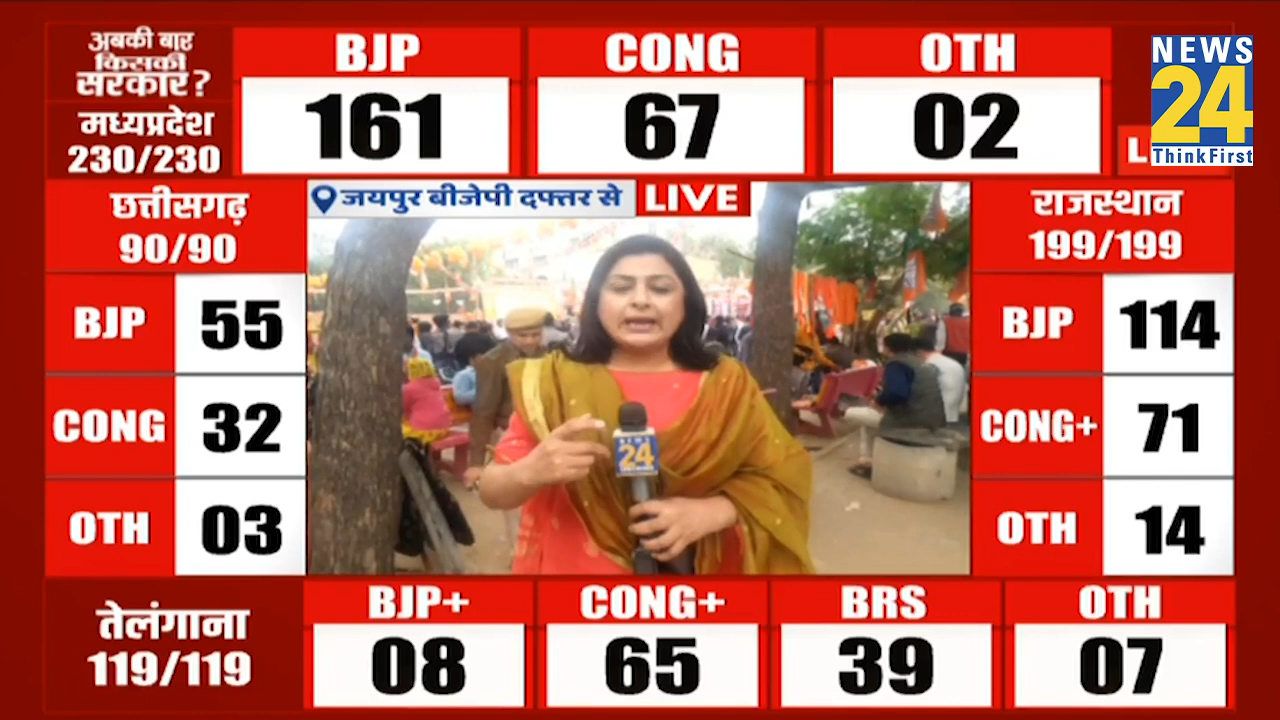 अबकी बार
किसकी
सरकार?
मध्यप्रदेश
230/230
BJP
161
CONG
67
OTH
02
NEWS
24
ThinkFirst
छत्तीसगढ़
90/90
BJP
55
CONG
32
OTH
03
जयपुर बीजेपी दफ्तर से
LIVE
NEWS
24
राजस्थान
199/199
BJP
114
CONG+
71
OTH
14
तेलंगाना
119/119
BJP+
08
CONG+
65
BRS
39
OTH
07